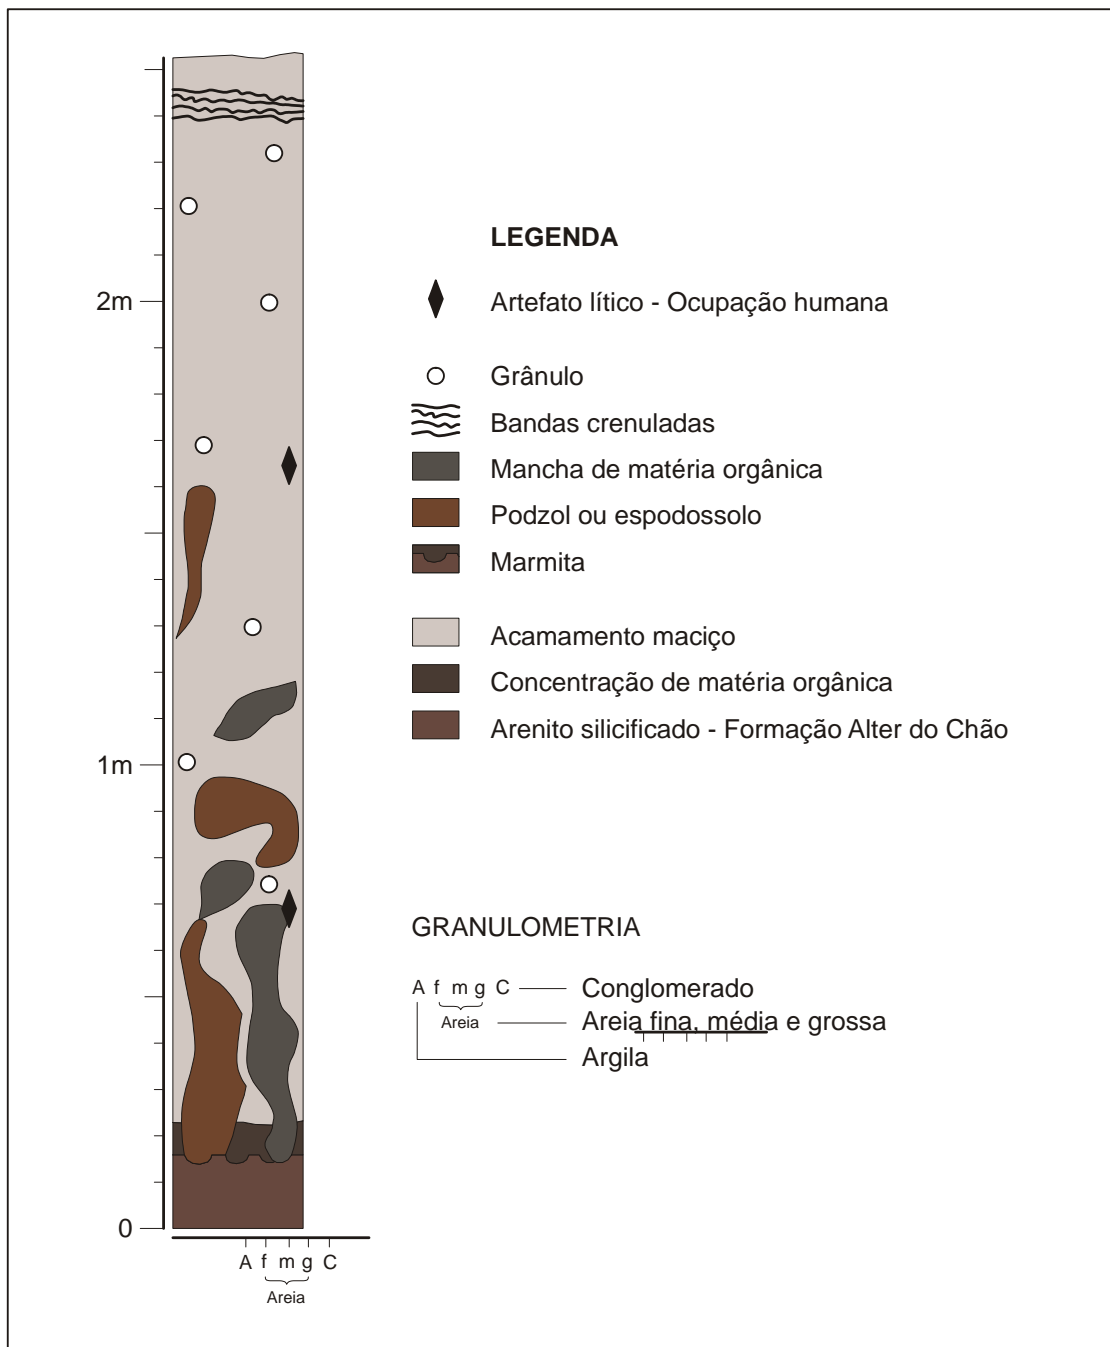 LEGENDA
2m
Artefato lítico - Ocupação humana
Grânulo
Bandas crenuladas
Mancha de matéria orgânica
Podzol ou espodossolo
Marmita
Acamamento maciço
Concentração de matéria orgânica
Arenito silicificado - Formação Alter do Chão
1m
GRANULOMETRIA
A f m g C Conglomerado
Areia Areia fina, média e grossa
Argila
0
A f m g C
Areia